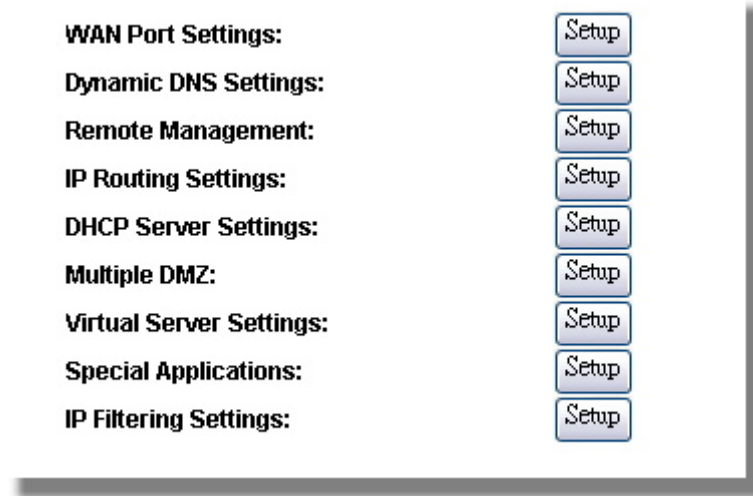 WAN Port Settings: Setup
Dynamic DNS Settings: Setup
Remote Management: Setup
IP Routing Settings: Setup
DHCP Server Settings: Setup
Multiple DMZ: Setup
Virtual Server Settings: Setup
Special Applications: Setup
IP Filtering Settings: Setup